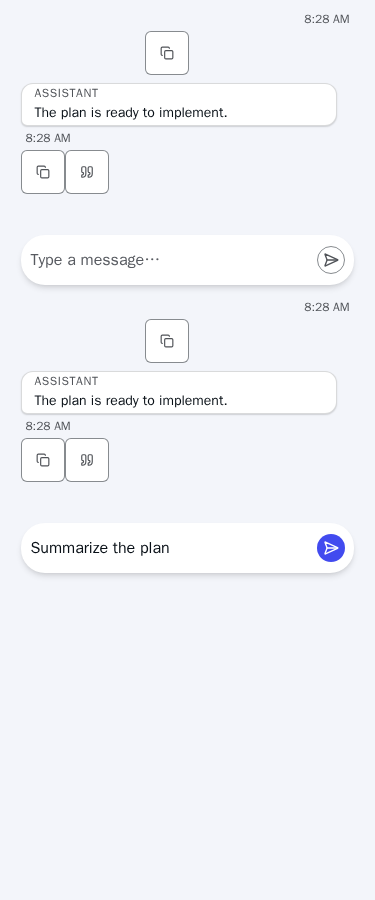 8:28 AM
ASSISTANT
The plan is ready to implement.
8:28 AM
Type a message···
8:28 AM
ASSISTANT
The plan is ready to implement.
8:28 AM
Summarize the plan